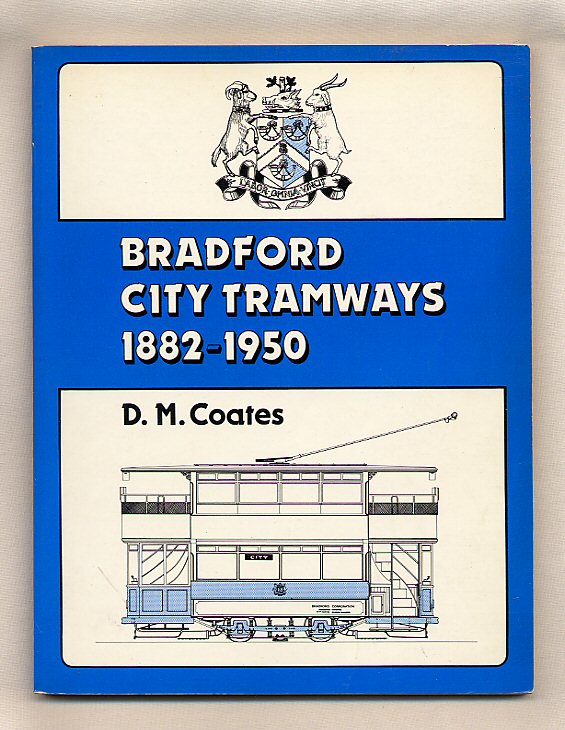 LABOR OMNIA VINCIT
BRADFORD
CITY TRAMWAYS
1882-1950
D. M. Coates
CITY
BRADFORD CORPORATION